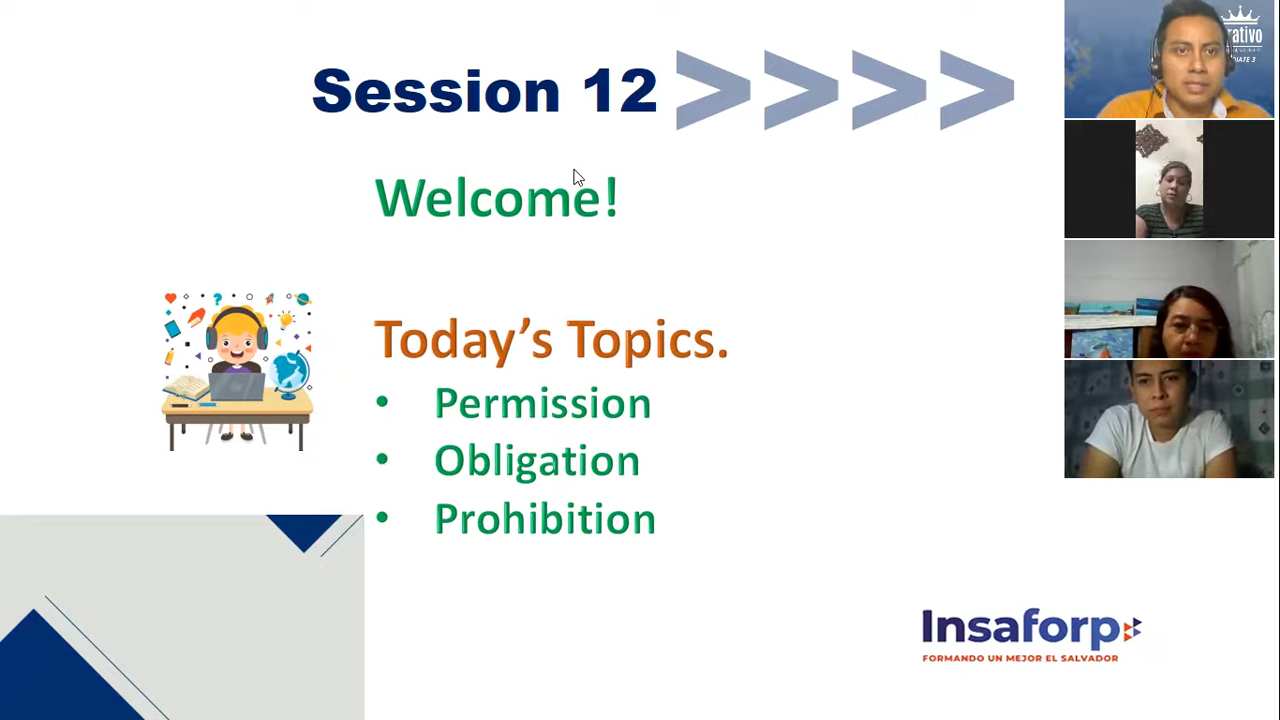 Session 12 >>>>
Welcome!
Today's Topics.
• Permission
• Obligation
• Prohibition
Insaforp
FORMANDO UN MEJOR EL SALVADOR